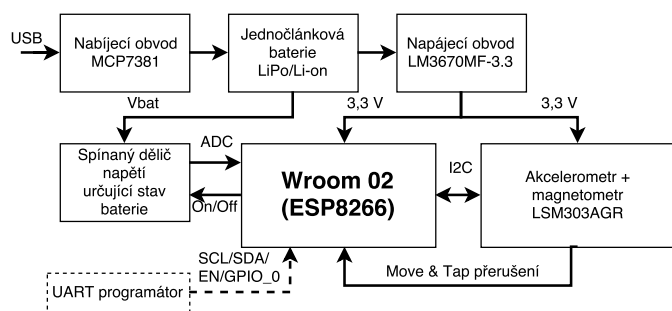 USB
Nabíjecí obvod
MCP7381
Jednočlánková
baterie
LiPo/Li-on
Napájecí obvod
LM3670MF-3.3
Vbat
3,3 V
3,3 V
Spínaný dělič
napětí
určující stav
baterie
ADC
On/Off
Wroom 02
(ESP8266)
I2C
Akcelerometr +
magnetometr
LSM303AGR
SCL/SDA/
EN/GPIO_0
UART programátor
Move & Tap přerušení